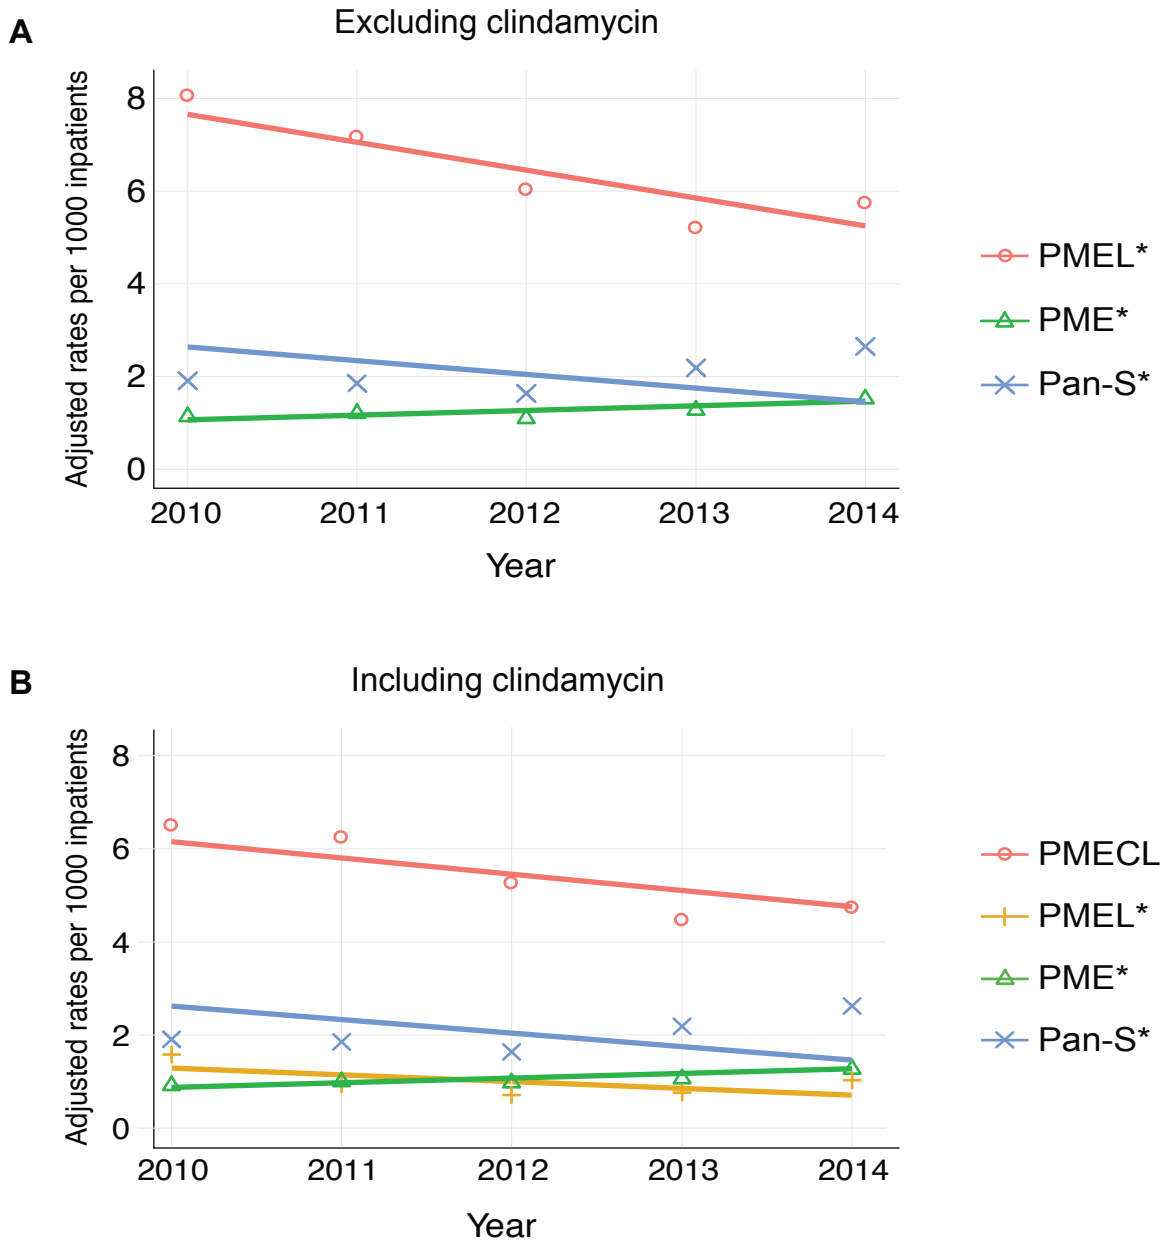 A
Excluding clindamycin
Adjusted rates per 1000 inpatients
8
6
4
2
0
2010 2011 2012 2013 2014
Year
PMEL*
PME*
Pan-S*
B
Including clindamycin
Adjusted rates per 1000 inpatients
8
6
4
2
0
2010 2011 2012 2013 2014
Year
PMECL
PMEL*
PME*
Pan-S*